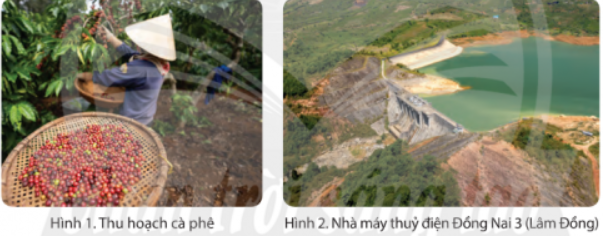 Hình 1. Thu hoạch cà phê
Hình 2. Nhà máy thuỷ điện Đồng Nai 3 (Lâm Đồng)